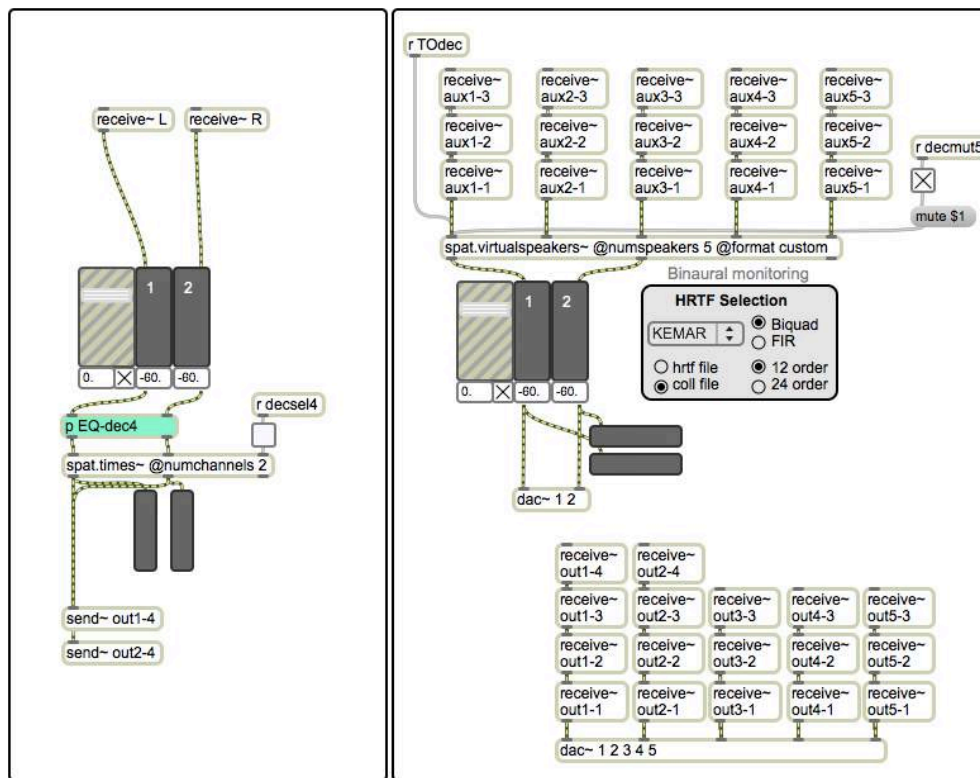 receive~ L
receive~ R
1
2
0.
-60.
-60.
r decsel4
p EQ-dec4
spat.times~ @numchannels 2
send~ out1-4
send~ out2-4
r TOdec
receive~
aux1-3
receive~
aux2-3
receive~
aux3-3
receive~
aux4-3
receive~
aux5-3
receive~
aux1-2
receive~
aux2-2
receive~
aux3-2
receive~
aux4-2
receive~
aux5-2
receive~
aux1-1
receive~
aux2-1
receive~
aux3-1
receive~
aux4-1
receive~
aux5-1
r decmut5
mute $1
spat.virtualspeakers~ @numspeakers 5 @format custom
Binaural monitoring
HRTF Selection
KEMAR
Biquad
FIR
hrtf file
coll file
12 order
24 order
1
2
0.
-60.
-60.
dac~ 1 2
receive~
out1-4
receive~
out2-4
receive~
out1-3
receive~
out2-3
receive~
out3-3
receive~
out4-3
receive~
out5-3
receive~
out1-2
receive~
out2-2
receive~
out3-2
receive~
out4-2
receive~
out5-2
receive~
out1-1
receive~
out2-1
receive~
out3-1
receive~
out4-1
receive~
out5-1
dac~ 1 2 3 4 5